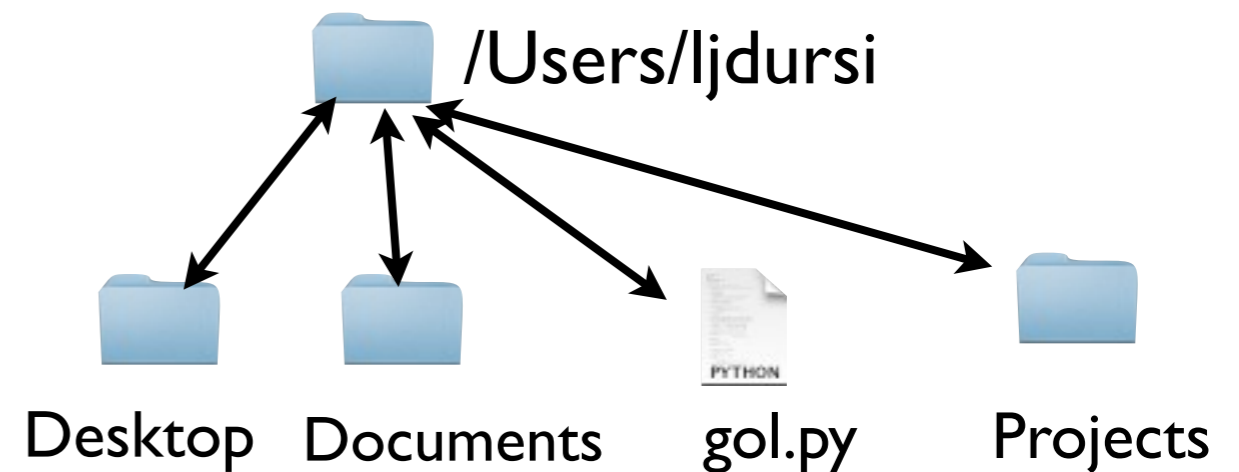 /Users/ljdursi
PYTHON
Desktop
Documents
gol.py
Projects